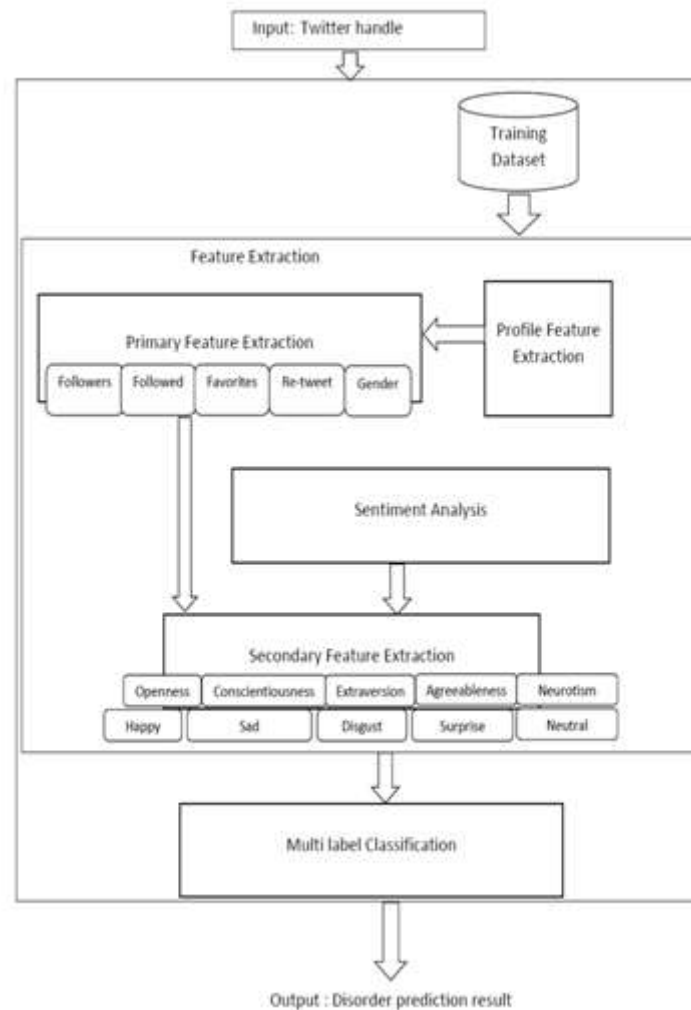 Input: Twitter handle
Training
Dataset
Feature Extraction
Primary Feature Extraction
Profile Feature
Extraction
Followers Followed Favorites Re-tweet Gender
Sentiment Analysis
Secondary Feature Extraction
Openness Conscientiousness Extraversion Agreeableness Neurotism
Happy Sad Disgust Surprise Neutral
Multi label Classification
Output : Disorder prediction result